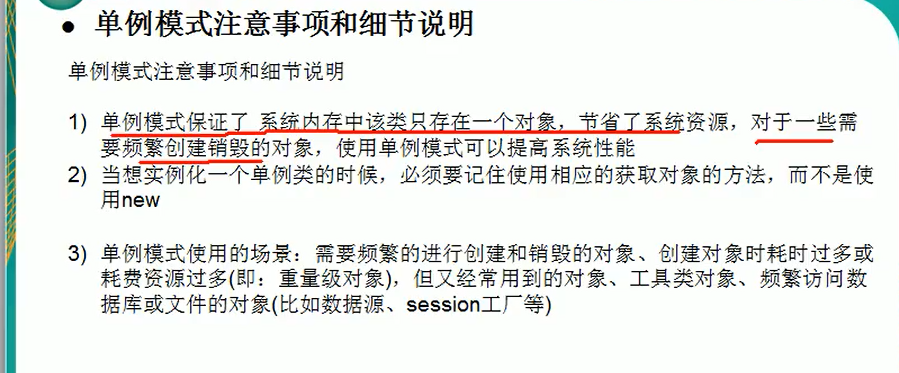 ● 单例模式注意事项和细节说明
单例模式注意事项和细节说明
1) 单例模式保证了 系统内存中该类只存在一个对象，节省了系统资源，对于一些需
要频繁创建销毁的对象，使用单例模式可以提高系统性能
2) 当想实例化一个单例类的时候，必须要记住使用相应的获取对象的方法，而不是使
用new
3) 单例模式使用的场景：需要频繁的进行创建和销毁的对象、创建对象时耗时过多或
耗费资源过多(即：重量级对象)，但又经常用到的对象、工具类对象、频繁访问数
据库或文件的对象(比如数据源、session工厂等)